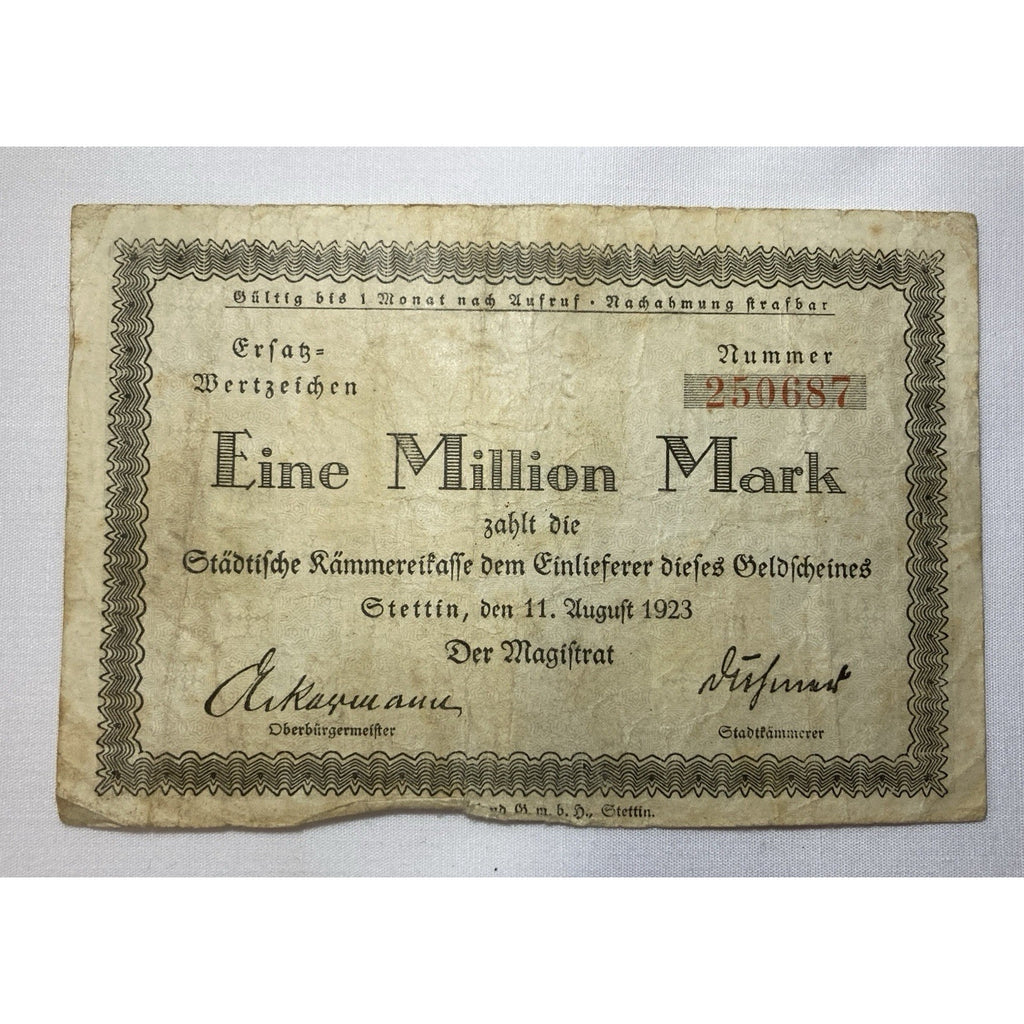 Gültig bis 1 Monat nach Aufruf · Nachahmung strafbar
Ersatz=
Wertzeichen
Nummer
250687
Eine Million Mark
zahlt die
Städtische Kämmereikasse dem Einlieferer dieses Geldscheines
Stettin, den 11. August 1923
Der Magistrat
Ackermann
Oberbürgermeister
Stadtkämmerer
G. m. b. H., Stettin.